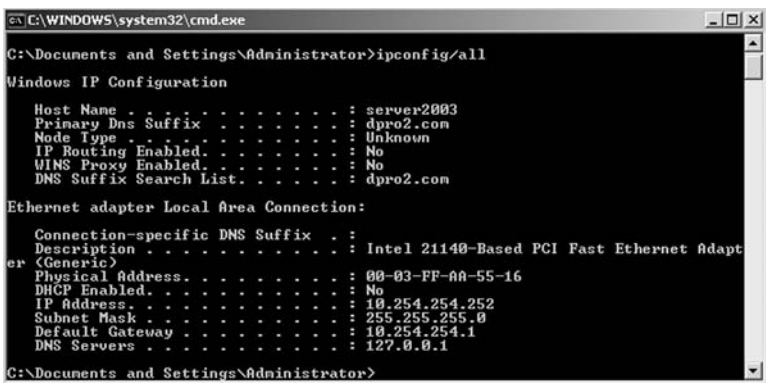 C:\WINDOWS\system32\cmd.exe
C:\Documents and Settings\Administrator>ipconfig/all
Windows IP Configuration
Host Name . . . . . . . . . . . . : server2003
Primary Dns Suffix . . . . . . . : dpro2.com
Node Type . . . . . . . . . . . . : Unknown
IP Routing Enabled. . . . . . . . : No
WINS Proxy Enabled. . . . . . . . : No
DNS Suffix Search List. . . . . . : dpro2.com
Ethernet adapter Local Area Connection:
Connection-specific DNS Suffix . :
Description . . . . . . . . . . . : Intel 21140-Based PCI Fast Ethernet Adapt
er (Generic)
Physical Address. . . . . . . . . : 00-03-FF-AA-55-16
DHCP Enabled. . . . . . . . . . . : No
IP Address. . . . . . . . . . . . : 10.254.254.252
Subnet Mask . . . . . . . . . . . : 255.255.255.0
Default Gateway . . . . . . . . . : 10.254.254.1
DNS Servers . . . . . . . . . . . : 127.0.0.1
C:\Documents and Settings\Administrator>